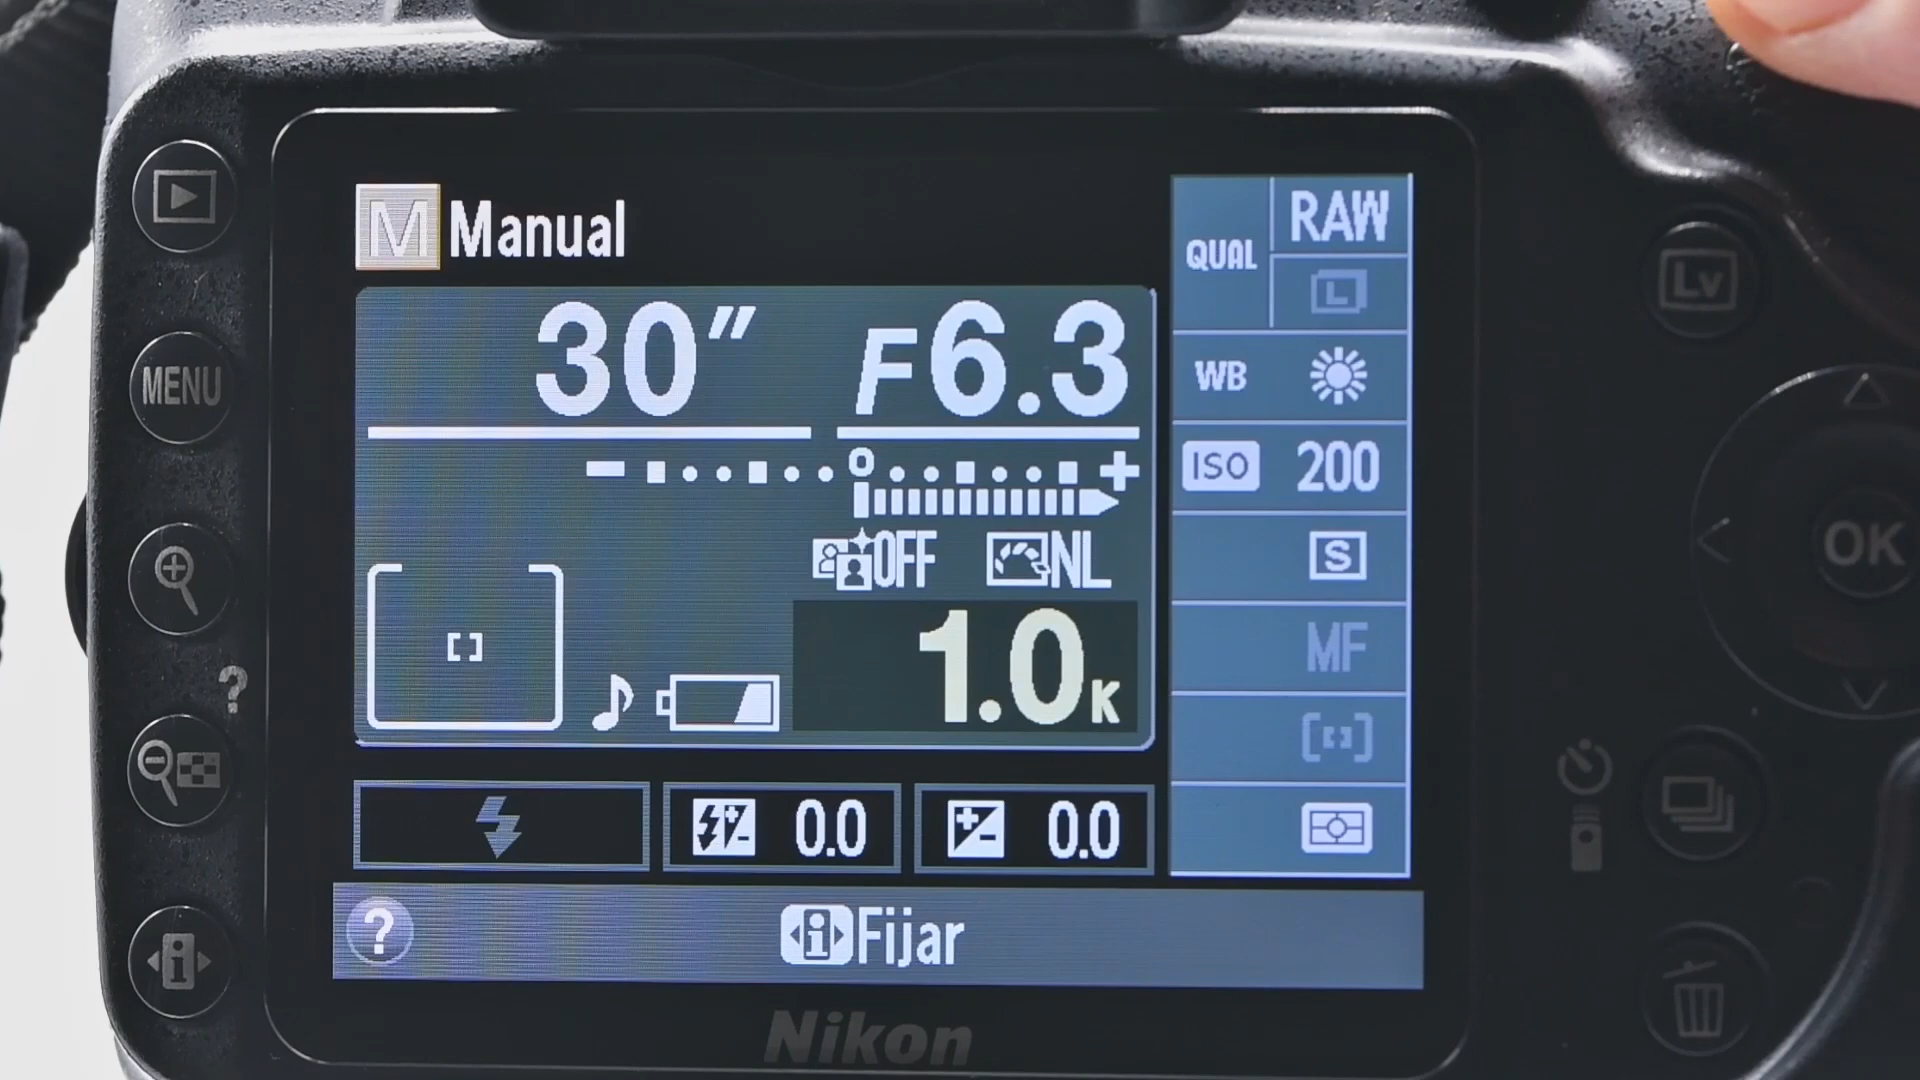 M Manual
30" F6.3
- 0 +
OFF NL
1.0K
0.0 0.0
? i Fijar
QUAL RAW
L
WB
ISO 200
S
MF
MENU
?
i
Lv
OK
Nikon